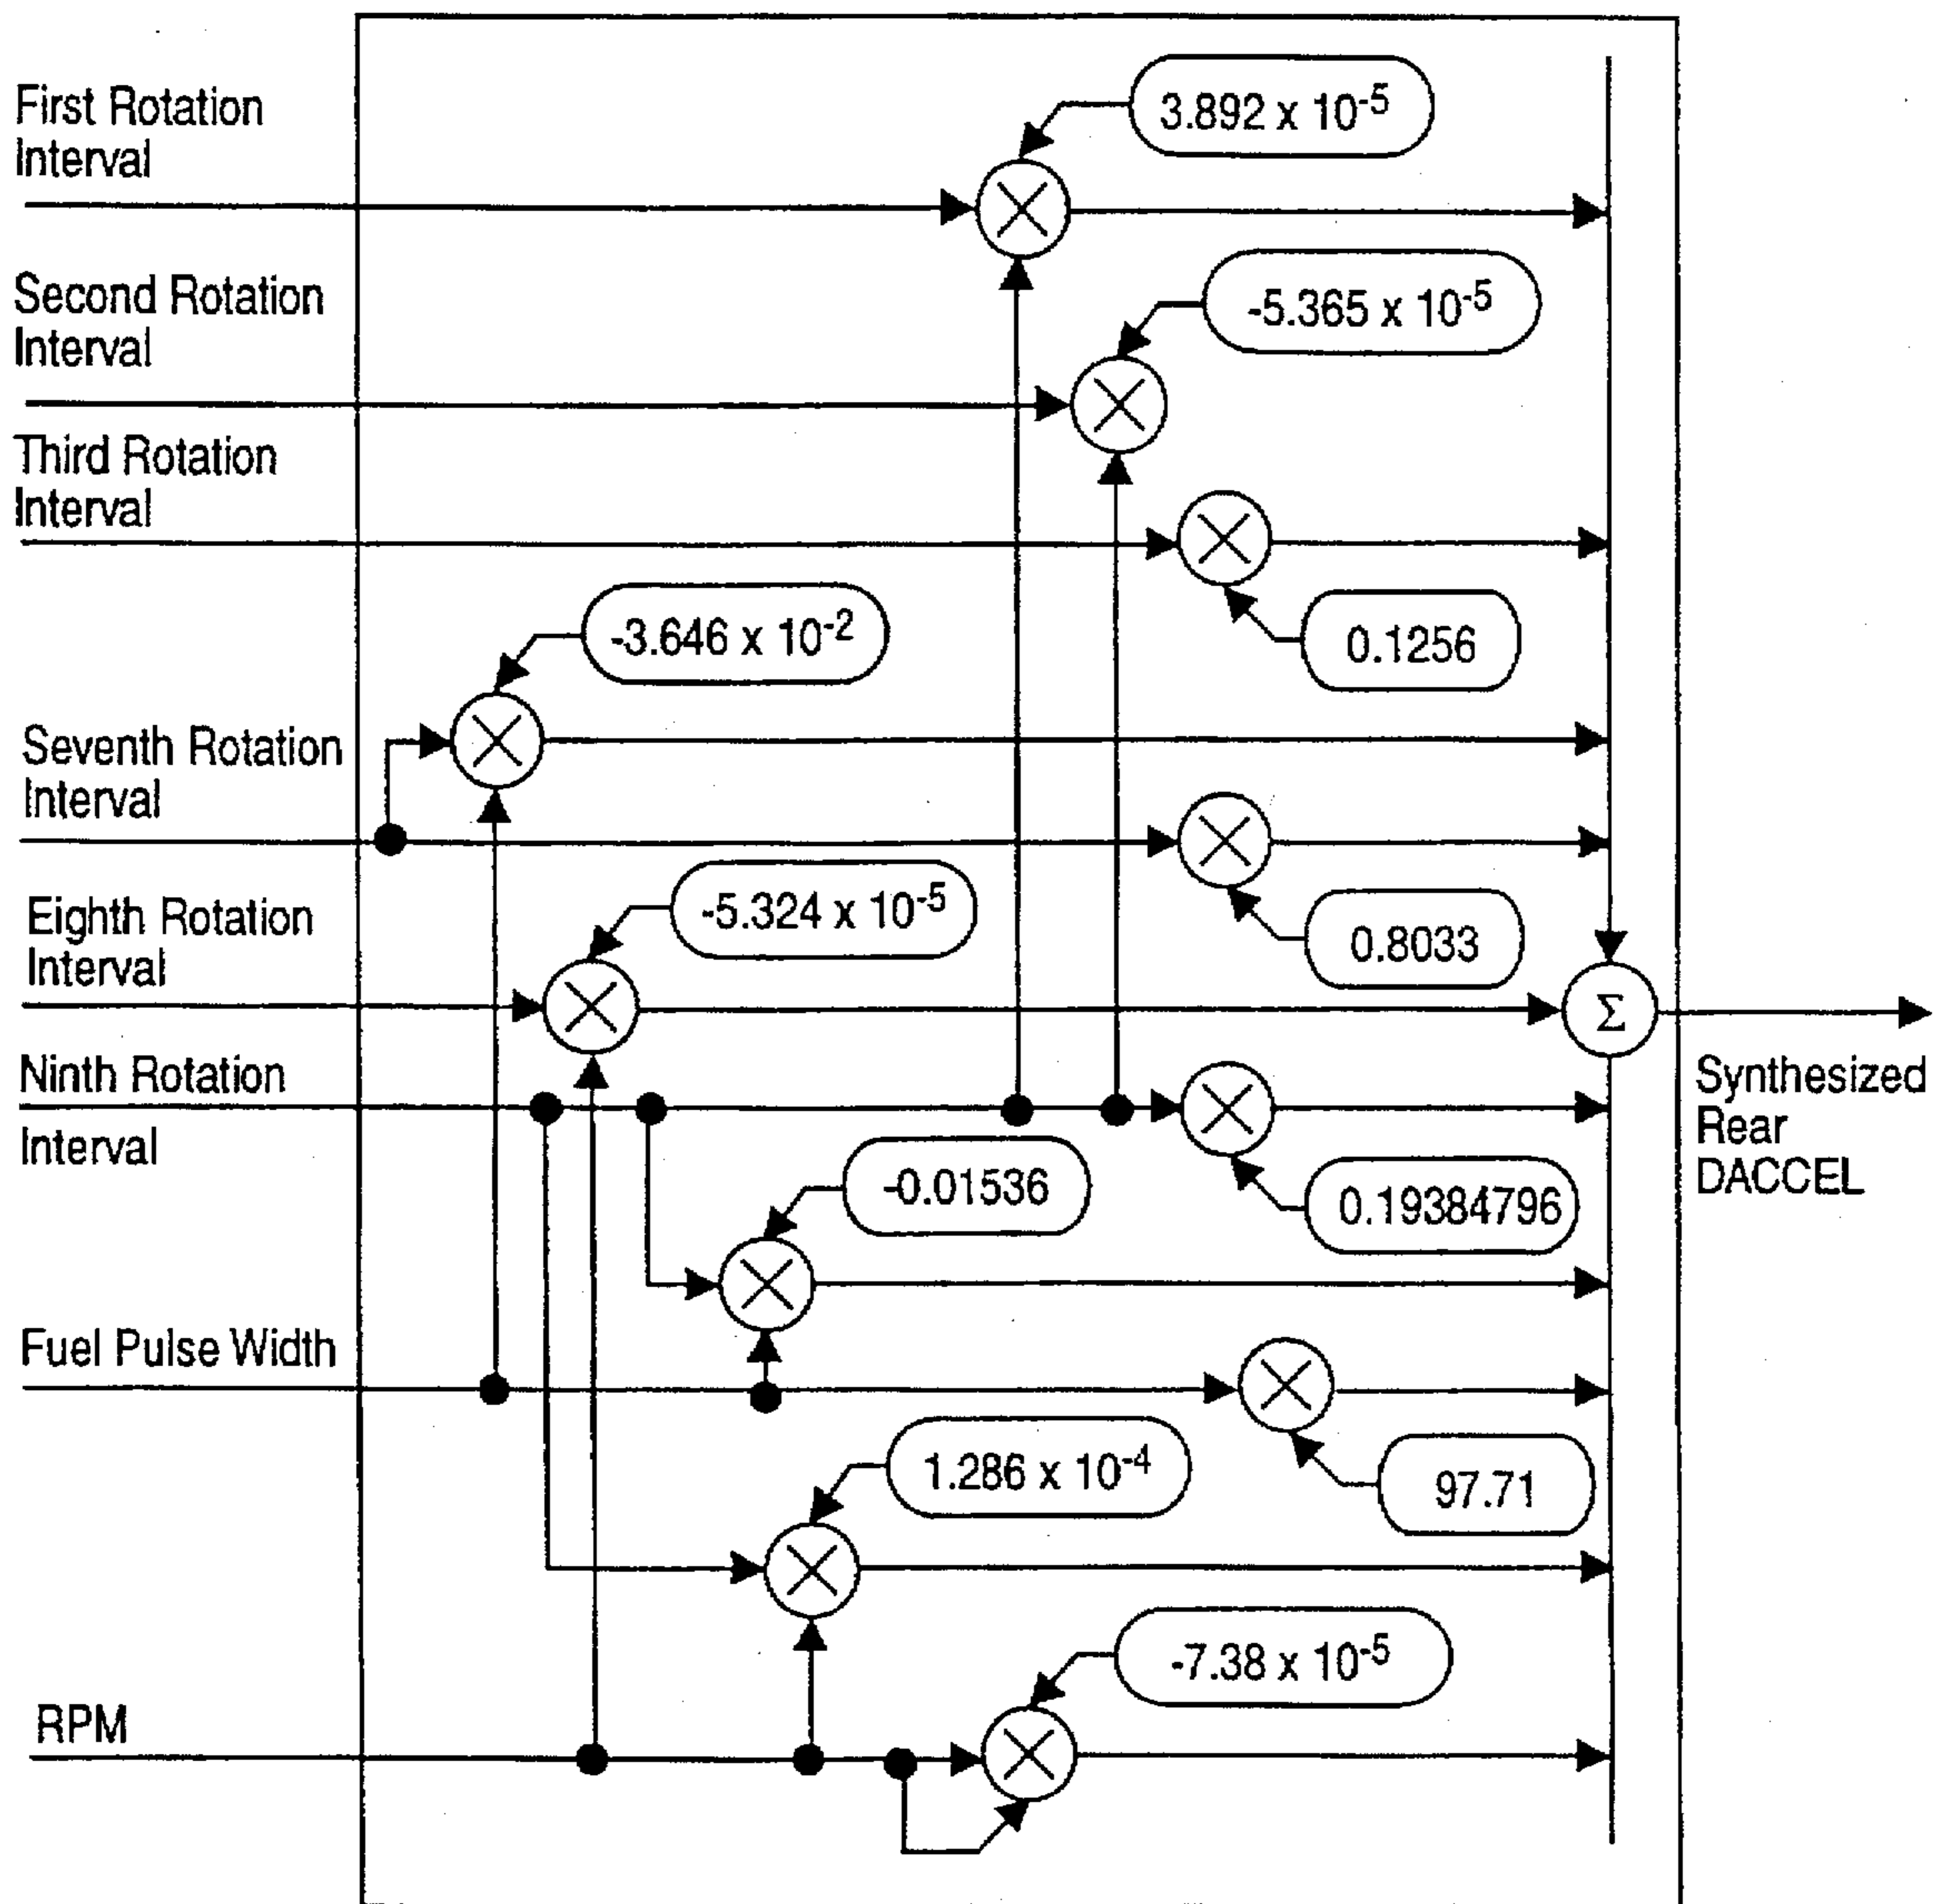 First Rotation
Interval
3.892 x 10⁻⁵
Second Rotation
Interval
-5.365 x 10⁻⁵
Third Rotation
Interval
0.1256
-3.646 x 10⁻²
Seventh Rotation
Interval
0.8033
-5.324 x 10⁻⁵
Eighth Rotation
Interval
Σ
Ninth Rotation
Interval
Synthesized
Rear
DACCEL
-0.01536
0.19384796
Fuel Pulse Width
1.286 x 10⁻⁴
97.71
-7.38 x 10⁻⁵
RPM